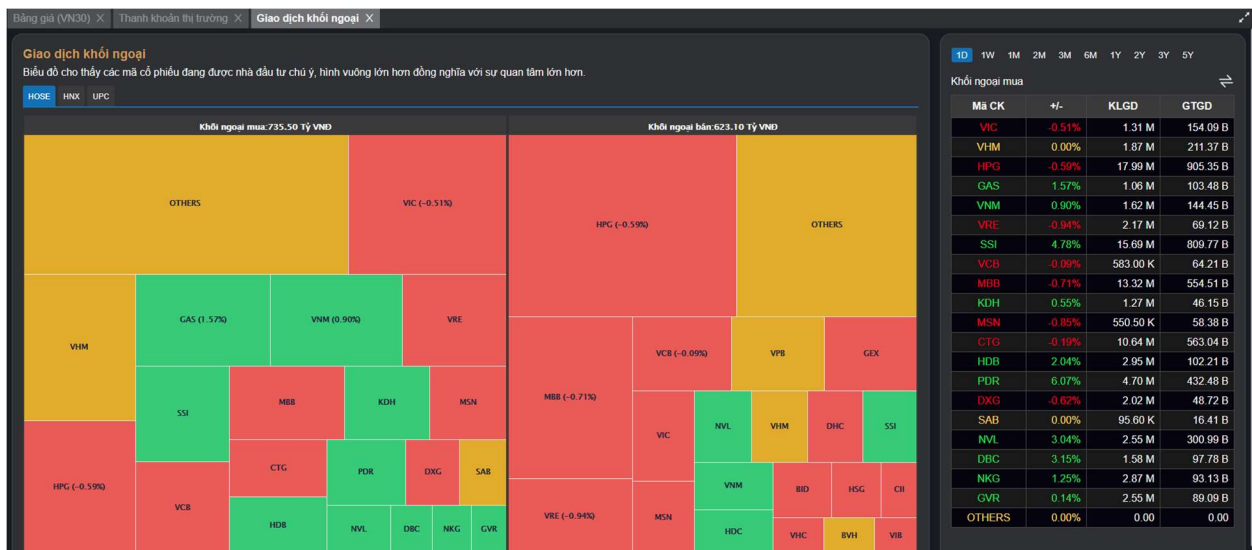 Bảng giá (VN30) X Thanh khoản thị trường X Giao dịch khối ngoại X
Giao dịch khối ngoại
Biểu đồ cho thấy các mã cổ phiếu đang được nhà đầu tư chú ý, hình vuông lớn hơn đồng nghĩa với sự quan tâm lớn hơn.
HOSE HNX UPC
Khối ngoại mua:735.50 Tỷ VNĐ
OTHERS
VIC (-0.51%)
VHM
GAS (1.57%)
VNM (0.90%)
VRE
SSI
MBB
KDH
MSN
HPG (-0.59%)
VCB
CTG
PDR
DXG
SAB
HDB
NVL
DBC
NKG
GVR
Khối ngoại bán:623.10 Tỷ VNĐ
HPG (-0.59%)
OTHERS
MBB (-0.71%)
VCB (-0.09%)
VPB
GEX
VIC
NVL
VHM
DHC
SSI
VRE (-0.94%)
MSN
VNM
BID
HSG
CII
HDC
VHC
BVH
VIB
1D 1W 1M 2M 3M 6M 1Y 2Y 3Y 5Y
Khối ngoại mua
Mã CK +/- KLGD GTGD
VIC -0.51% 1.31 M 154.09 B
VHM 0.00% 1.87 M 211.37 B
HPG -0.59% 17.99 M 905.35 B
GAS 1.57% 1.06 M 103.48 B
VNM 0.90% 1.62 M 144.45 B
VRE -0.94% 2.17 M 69.12 B
SSI 4.78% 15.69 M 809.77 B
VCB -0.09% 583.00 K 64.21 B
MBB -0.71% 13.32 M 554.51 B
KDH 0.55% 1.27 M 46.15 B
MSN -0.85% 550.50 K 58.38 B
CTG -0.19% 10.64 M 563.04 B
HDB 2.04% 2.95 M 102.21 B
PDR 6.07% 4.70 M 432.48 B
DXG -0.62% 2.02 M 48.72 B
SAB 0.00% 95.60 K 16.41 B
NVL 3.04% 2.55 M 300.99 B
DBC 3.15% 1.58 M 97.78 B
NKG 1.25% 2.87 M 93.13 B
GVR 0.14% 2.55 M 89.09 B
OTHERS 0.00% 0.00 0.00